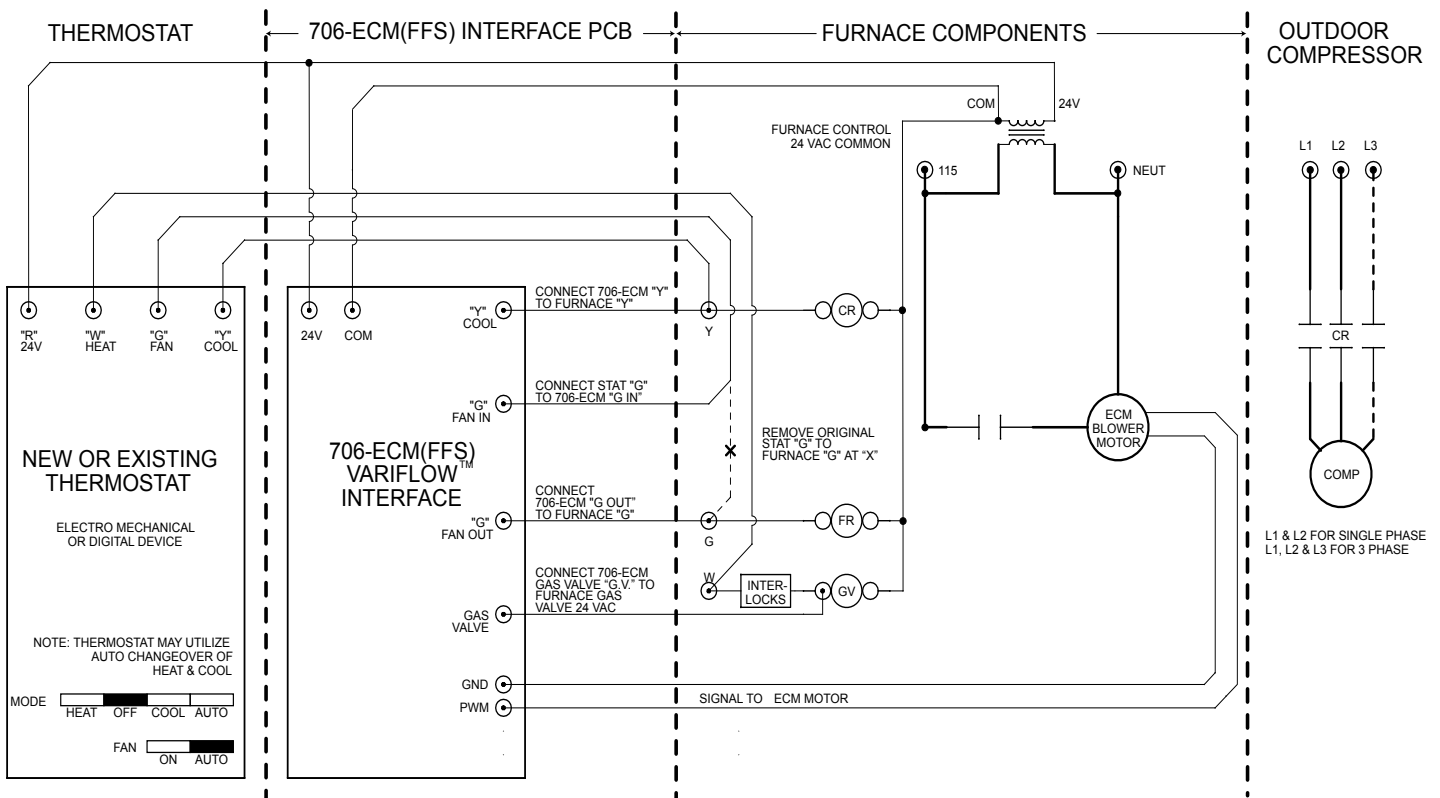 THERMOSTAT
706-ECM(FFS) INTERFACE PCB
FURNACE COMPONENTS
OUTDOOR
COMPRESSOR
COM
24V
FURNACE CONTROL
24 VAC COMMON
115
NEUT
L1
L2
L3
"R"
24V
"W"
HEAT
"G"
FAN
"Y"
COOL
NEW OR EXISTING
THERMOSTAT
ELECTRO MECHANICAL
OR DIGITAL DEVICE
NOTE: THERMOSTAT MAY UTILIZE
AUTO CHANGEOVER OF
HEAT & COOL
MODE
HEAT
OFF
COOL
AUTO
FAN
ON
AUTO
24V
COM
"Y"
COOL
"G"
FAN IN
706-ECM(FFS)
VARIFLOW™
INTERFACE
"G"
FAN OUT
GAS
VALVE
GND
PWM
CONNECT 706-ECM "Y"
TO FURNACE "Y"
CONNECT STAT "G"
TO 706-ECM "G IN"
CONNECT
706-ECM "G OUT"
TO FURNACE "G"
CONNECT 706-ECM
GAS VALVE "G.V." TO
FURNACE GAS
VALVE 24 VAC
Y
CR
REMOVE ORIGINAL
STAT "G" TO
FURNACE "G" AT "X"
X
G
FR
W
INTER-
LOCKS
GV
ECM
BLOWER
MOTOR
SIGNAL TO ECM MOTOR
CR
COMP
L1 & L2 FOR SINGLE PHASE
L1, L2 & L3 FOR 3 PHASE